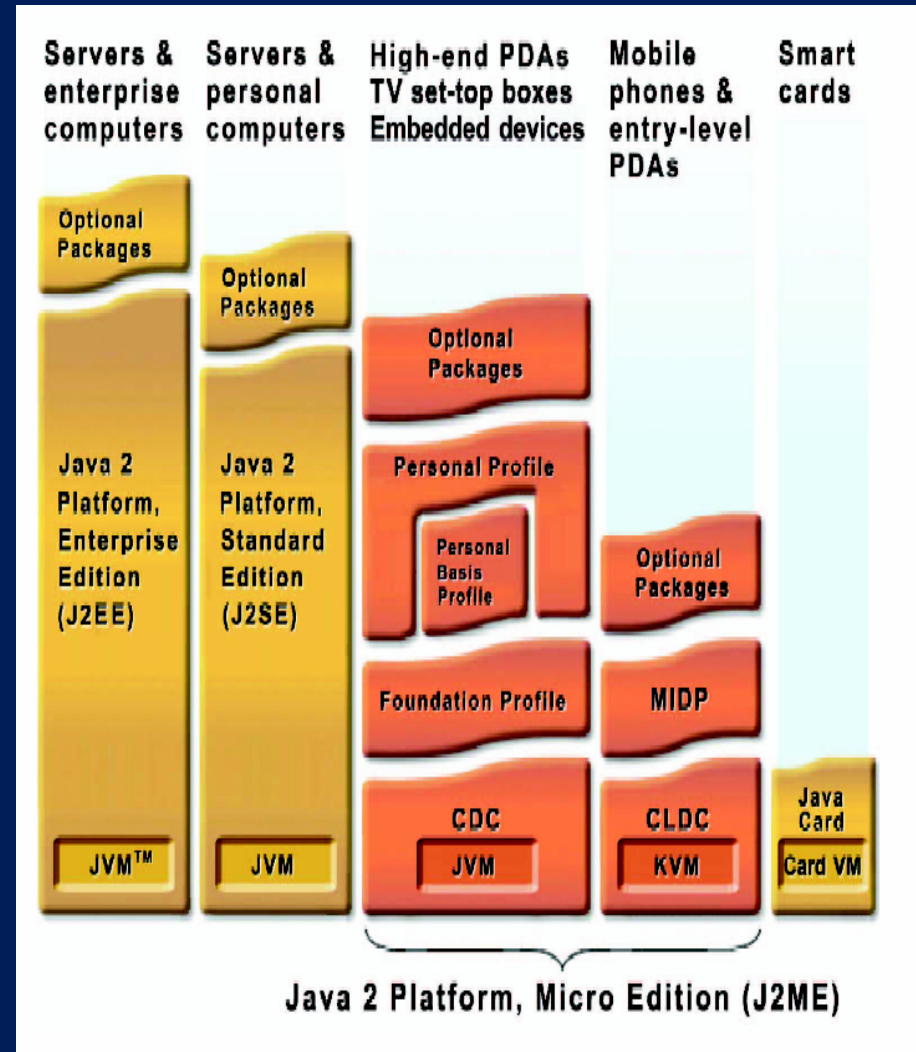 Servers &
enterprise
computers
Servers &
personal
computers
High-end PDAs
TV set-top boxes
Embedded devices
Mobile
phones &
entry-level
PDAs
Smart
cards
Optional
Packages
Java 2
Platform,
Enterprise
Edition
(J2EE)
JVM™
Optional
Packages
Java 2
Platform,
Standard
Edition
(J2SE)
JVM
Optional
Packages
Personal Profile
Personal
Basis
Profile
Foundation Profile
CDC
JVM
Optional
Packages
MIDP
CLDC
KVM
Java
Card
Card VM
Java 2 Platform, Micro Edition (J2ME)